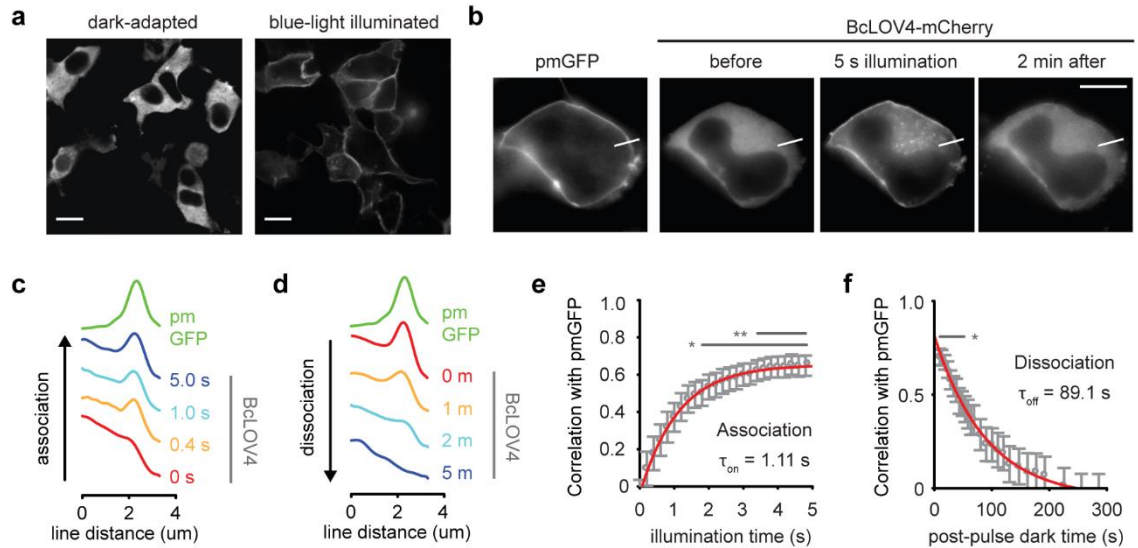 a
dark-adapted
blue-light illuminated
b
BcLOV4-mCherry
pmGFP
before
5 s illumination
2 min after
c
association
pm
GFP
5.0 s
1.0 s
0.4 s
0 s
BcLOV4
0 2 4
line distance (um)
d
dissociation
pm
GFP
0 m
1 m
2 m
5 m
BcLOV4
0 2 4
line distance (um)
e
Correlation with pmGFP
1.0
0.8
0.6
0.4
0.2
0
**
*
Association
τon = 1.11 s
0 1 2 3 4 5
illumination time (s)
f
Correlation with pmGFP
1.0
0.5
0
*
Dissociation
τoff = 89.1 s
0 100 200 300
post-pulse dark time (s)